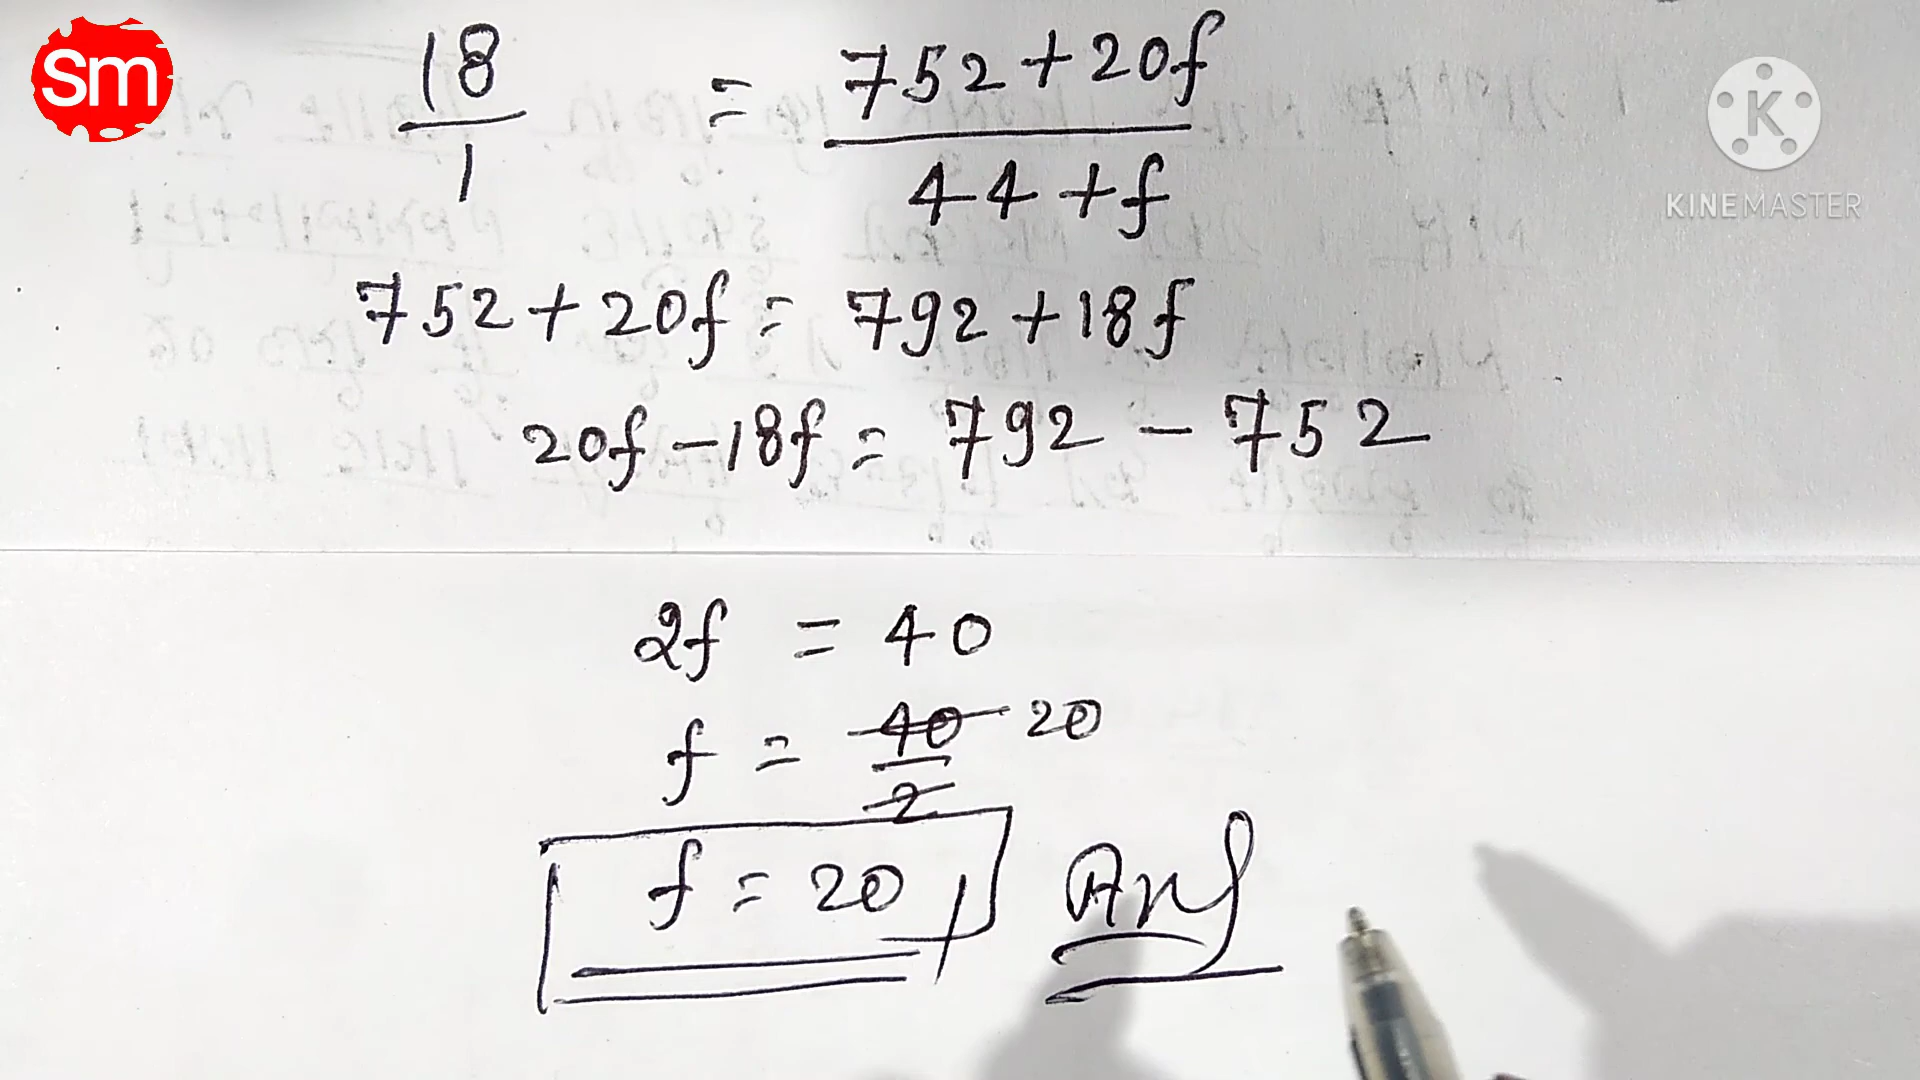 Sm
K
KINEMASTER
18/1 = 752+20f/44+f
752+20f = 792+18f
20f-18f = 792-752
2f = 40
f = 40/2 20
f = 20 Ans